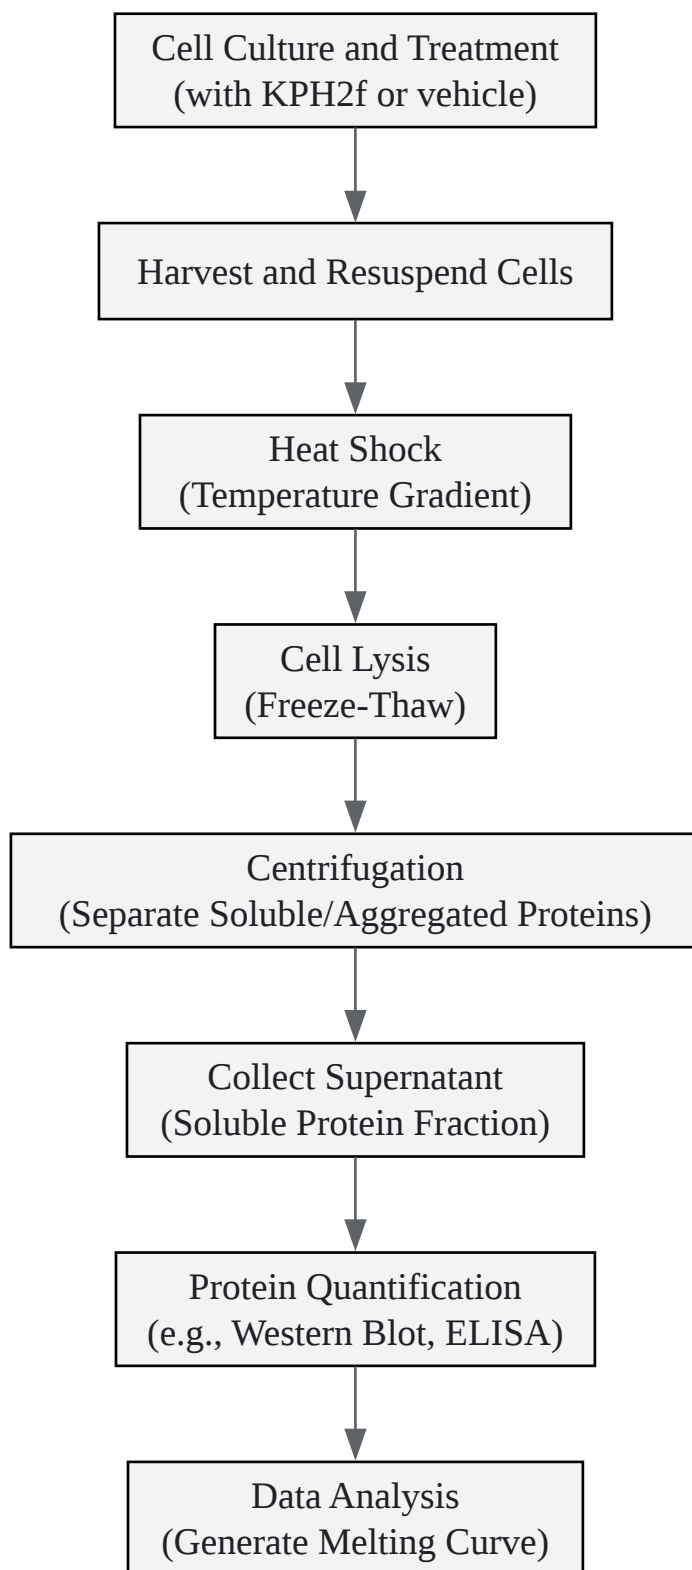 Cell Culture and Treatment
(with KPH2f or vehicle)
Harvest and Resuspend Cells
Heat Shock
(Temperature Gradient)
Cell Lysis
(Freeze-Thaw)
Centrifugation
(Separate Soluble/Aggregated Proteins)
Collect Supernatant
(Soluble Protein Fraction)
Protein Quantification
(e.g., Western Blot, ELISA)
Data Analysis
(Generate Melting Curve)